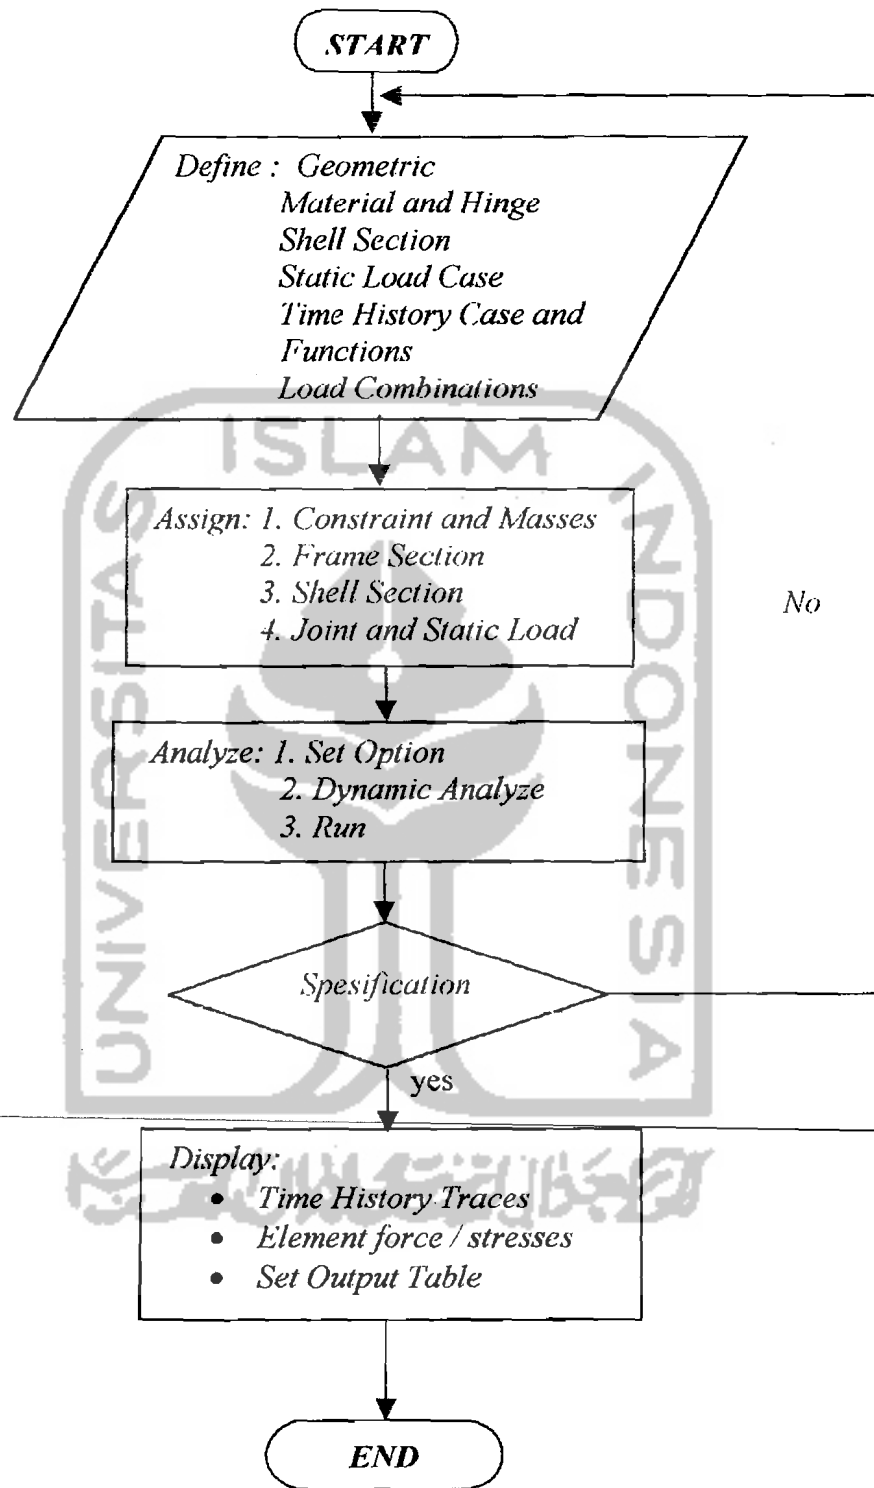 START
Define : Geometric
Material and Hinge
Shell Section
Static Load Case
Time History Case and
Functions
Load Combinations
ISLAM
UNIVERSITAS
INDONESIA
Assign: 1. Constraint and Masses
2. Frame Section
3. Shell Section
4. Joint and Static Load
No
Analyze: 1. Set Option
2. Dynamic Analyze
3. Run
Spesification
yes
Display:
• Time History Traces
• Element force / stresses
• Set Output Table
END